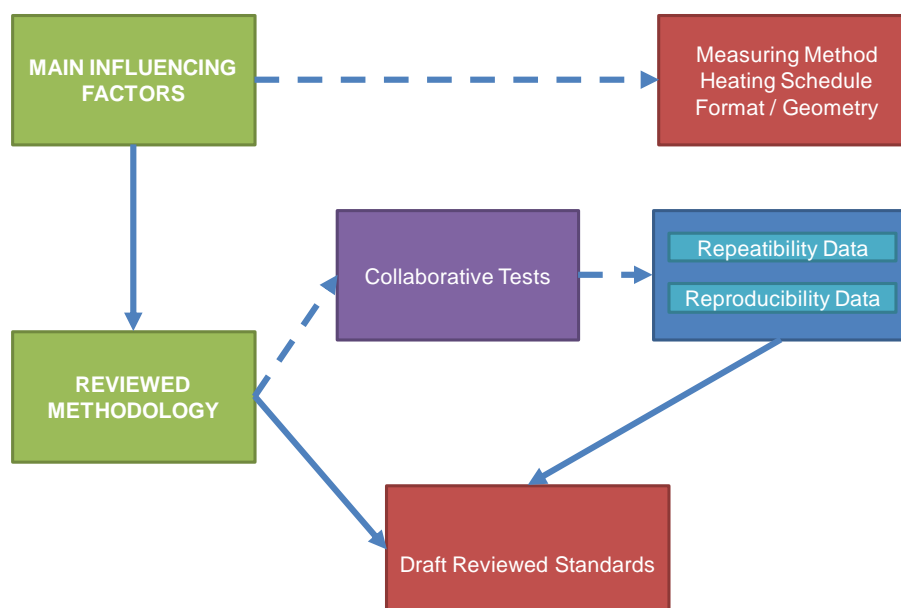 MAIN INFLUENCING
FACTORS
Measuring Method
Heating Schedule
Format / Geometry
Collaborative Tests
Repeatibility Data
Reproducibility Data
REVIEWED
METHODOLOGY
Draft Reviewed Standards